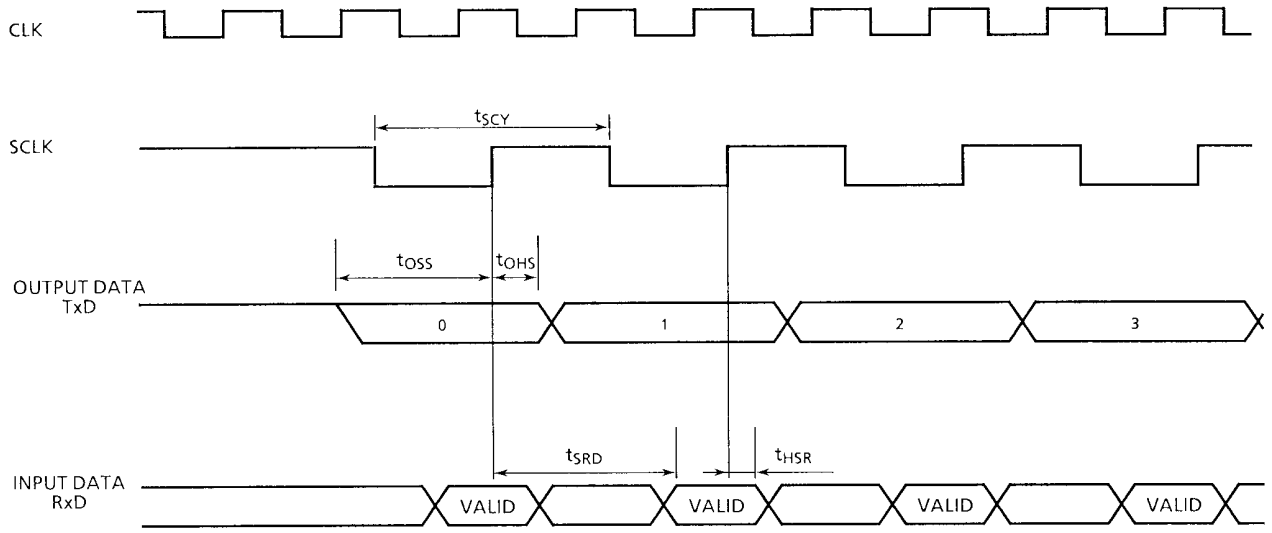 CLK
tSCY
SCLK
tOSS
tOHS
OUTPUT DATA
TxD
0
1
2
3
tSRD
tHSR
INPUT DATA
RxD
VALID
VALID
VALID
VALID